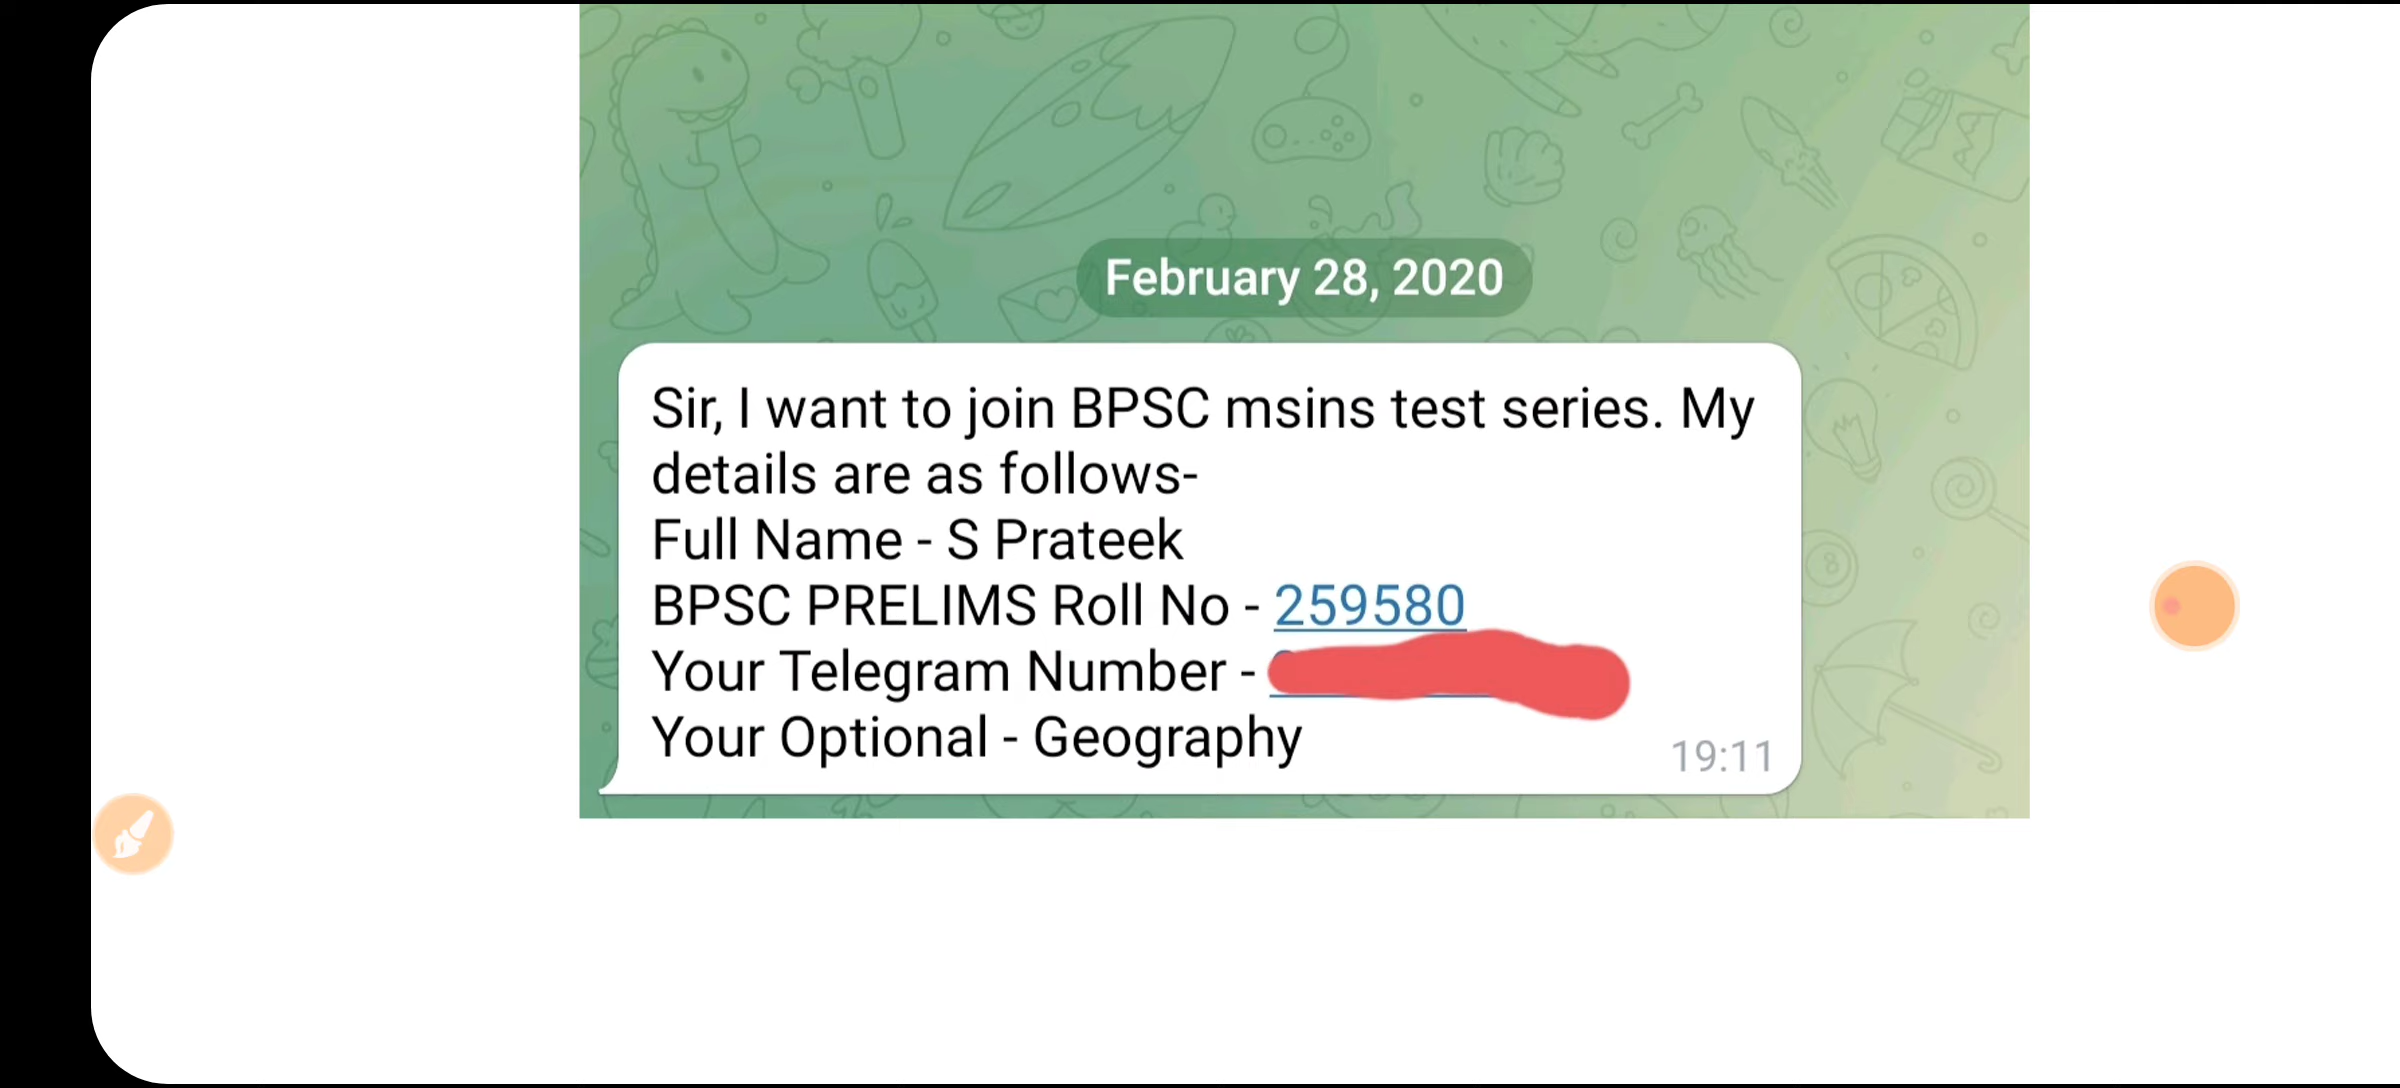 February 28, 2020
Sir, I want to join BPSC msins test series. My
details are as follows-
Full Name - S Prateek
BPSC PRELIMS Roll No - 259580
Your Telegram Number -
Your Optional - Geography
19:11